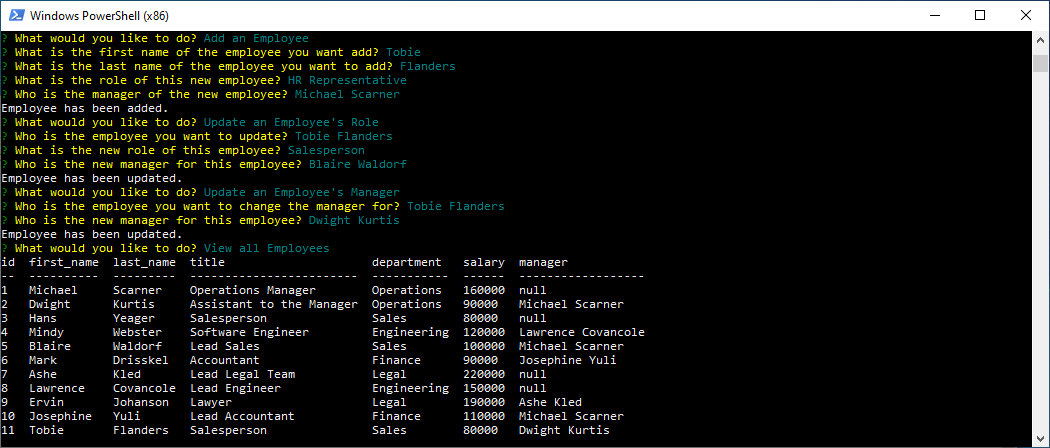 Windows PowerShell (x86)
? What would you like to do? Add an Employee
? What is the first name of the employee you want add? Tobie
? What is the last name of the employee you want to add? Flanders
? What is the role of this new employee? HR Representative
? Who is the manager of the new employee? Michael Scarner
Employee has been added.
? What would you like to do? Update an Employee's Role
? Who is the employee you want to update? Tobie Flanders
? What is the new role of this employee? Salesperson
? Who is the new manager for this employee? Blaire Waldorf
Employee has been updated.
? What would you like to do? Update an Employee's Manager
? Who is the employee you want to change the manager for? Tobie Flanders
? Who is the new manager for this employee? Dwight Kurtis
Employee has been updated.
? What would you like to do? View all Employees
id  first_name  last_name  title                     department   salary  manager
--  ----------  ---------  ------------------------  -----------  ------  ------------------
1   Michael     Scarner    Operations Manager        Operations   160000  null
2   Dwight      Kurtis     Assistant to the Manager  Operations   90000   Michael Scarner
3   Hans        Yeager     Salesperson               Sales        80000   null
4   Mindy       Webster    Software Engineer         Engineering  120000  Lawrence Covancole
5   Blaire      Waldorf    Lead Sales                Sales        100000  Michael Scarner
6   Mark        Drisskel   Accountant                Finance      90000   Josephine Yuli
7   Ashe        Kled       Lead Legal Team           Legal        220000  null
8   Lawrence    Covancole  Lead Engineer             Engineering  150000  null
9   Ervin       Johanson   Lawyer                    Legal        190000  Ashe Kled
10  Josephine   Yuli       Lead Accountant           Finance      110000  Michael Scarner
11  Tobie       Flanders   Salesperson               Sales        80000   Dwight Kurtis